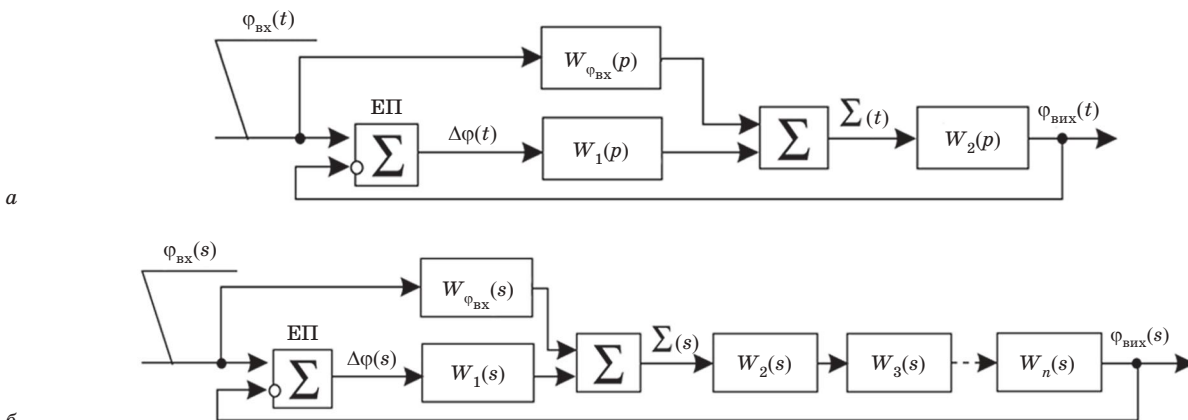 φвх(t)
Wφвх(p)
ЕП
Σ
Δφ(t)
W1(p)
Σ
Σ(t)
W2(p)
φвих(t)
а
φвх(s)
Wφвх(s)
ЕП
Σ
Δφ(s)
W1(s)
Σ
Σ(s)
W2(s)
W3(s)
Wn(s)
φвих(s)
б